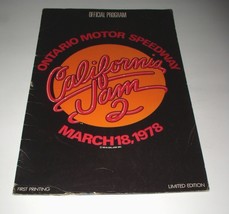 OFFICIAL PROGRAM
ONTARIO MOTOR SPEEDWAY
California
Jam
2
MARCH 18, 1978
FIRST PRINTING
LIMITED EDITION